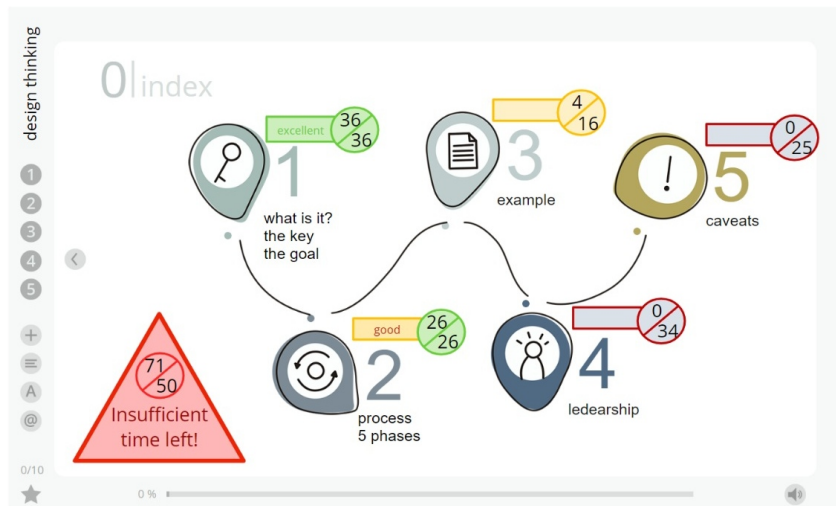 design thinking
0|index
excellent
36
36
1
what is it?
the key
the goal
4
16
3
example
0
25
5
caveats
1
2
3
4
5
+
A
@
0/10
71
50
Insufficient
time left!
good
26
26
2
process
5 phases
0
34
4
ledearship
!
0 %